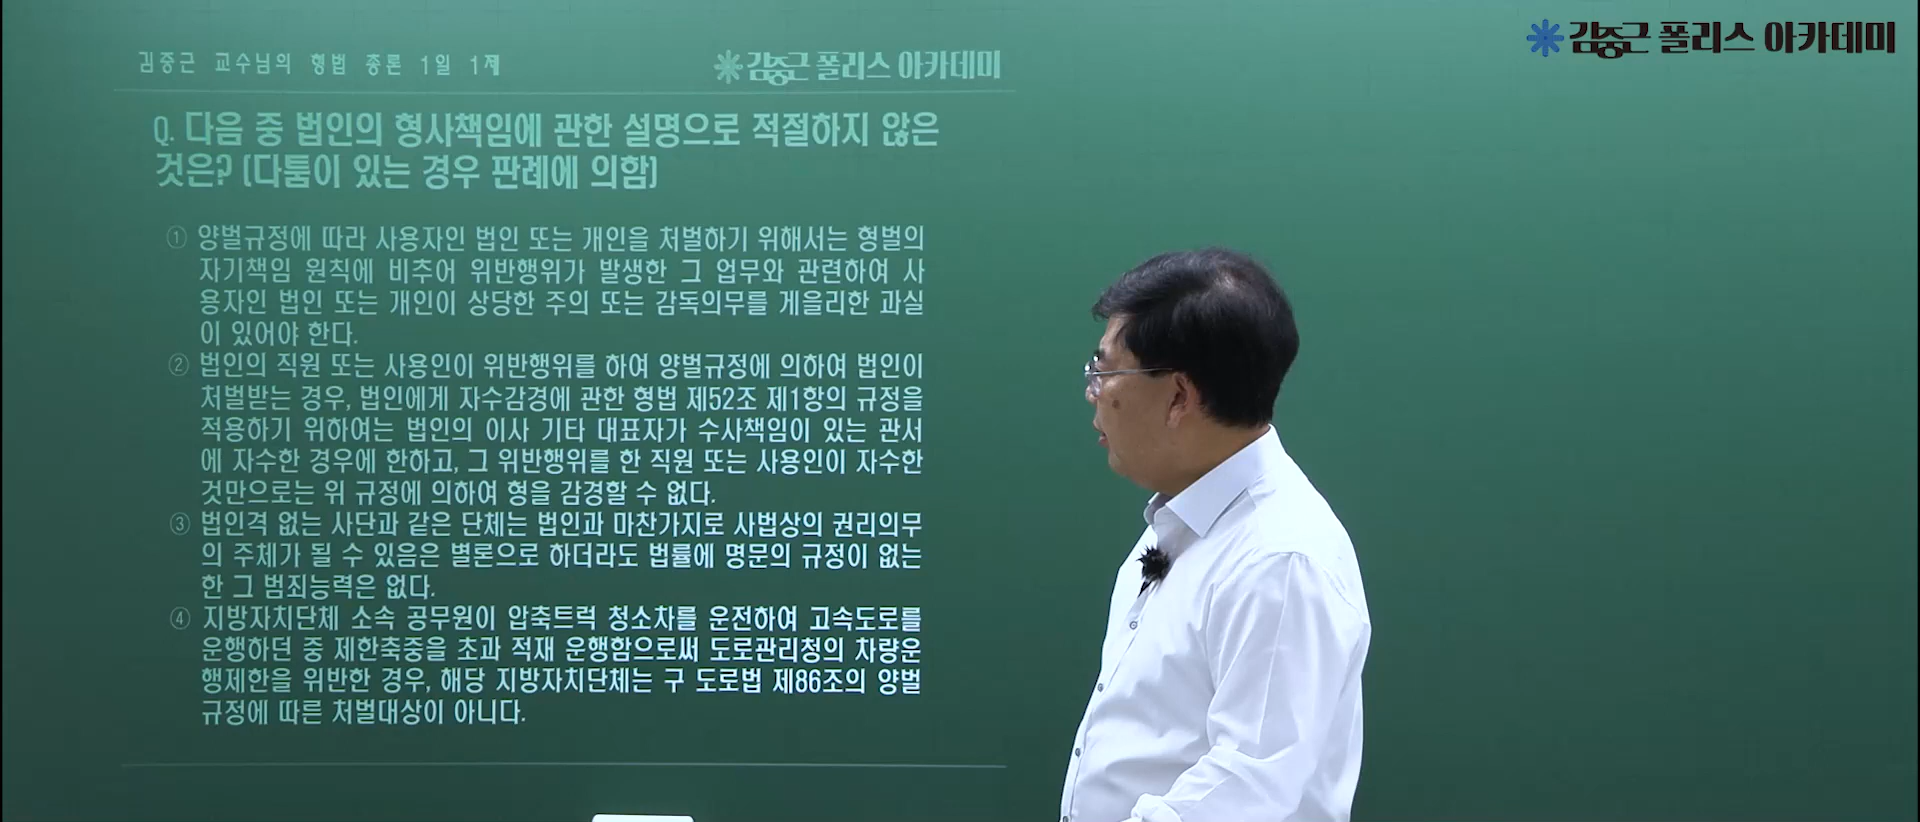 김중근 교수님의 형법 총론 1일 1제
김중근 폴리스 아카데미
김중근 폴리스 아카데미
Q. 다음 중 법인의 형사책임에 관한 설명으로 적절하지 않은
것은? (다툼이 있는 경우 판례에 의함)
① 양벌규정에 따라 사용자인 법인 또는 개인을 처벌하기 위해서는 형벌의
자기책임 원칙에 비추어 위반행위가 발생한 그 업무와 관련하여 사
용자인 법인 또는 개인이 상당한 주의 또는 감독의무를 게을리한 과실
이 있어야 한다.
② 법인의 직원 또는 사용인이 위반행위를 하여 양벌규정에 의하여 법인이
처벌받는 경우, 법인에게 자수감경에 관한 형법 제52조 제1항의 규정을
적용하기 위하여는 법인의 이사 기타 대표자가 수사책임이 있는 관서
에 자수한 경우에 한하고, 그 위반행위를 한 직원 또는 사용인이 자수한
것만으로는 위 규정에 의하여 형을 감경할 수 없다.
③ 법인격 없는 사단과 같은 단체는 법인과 마찬가지로 사법상의 권리의무
의 주체가 될 수 있음은 별론으로 하더라도 법률에 명문의 규정이 없는
한 그 범죄능력은 없다.
④ 지방자치단체 소속 공무원이 압축트럭 청소차를 운전하여 고속도로를
운행하던 중 제한축중을 초과 적재 운행함으로써 도로관리청의 차량운
행제한을 위반한 경우, 해당 지방자치단체는 구 도로법 제86조의 양벌
규정에 따른 처벌대상이 아니다.